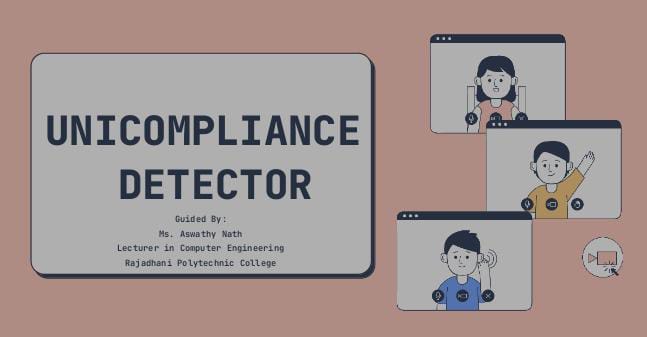 UNICOMPLIANCE
DETECTOR
Guided By:
Ms. Aswathy Nath
Lecturer in Computer Engineering
Rajadhani Polytechnic College